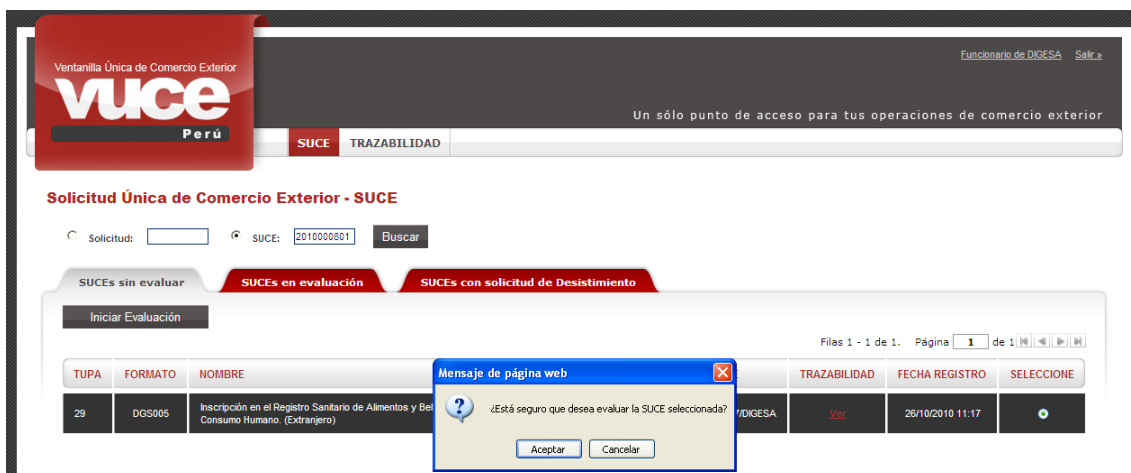 Funcionario de DIGESA Salir »
Ventanilla Única de Comercio Exterior
vuce
Perú
Un sólo punto de acceso para tus operaciones de comercio exterior
SUCE TRAZABILIDAD
Solicitud Única de Comercio Exterior - SUCE
Solicitud: SUCE: 2010000801 Buscar
SUCEs sin evaluar SUCEs en evaluación SUCEs con solicitud de Desistimiento
Iniciar Evaluación
Filas 1 - 1 de 1. Página 1 de 1
TUPA FORMATO NOMBRE TRAZABILIDAD FECHA REGISTRO SELECCIONE
29 DGS005 Inscripción en el Registro Sanitario de Alimentos y
Consumo Humano. (Extranjero) /DIGESA Ver 26/10/2010 11:17
Mensaje de página web
¿Está seguro que desea evaluar la SUCE seleccionada?
Aceptar Cancelar